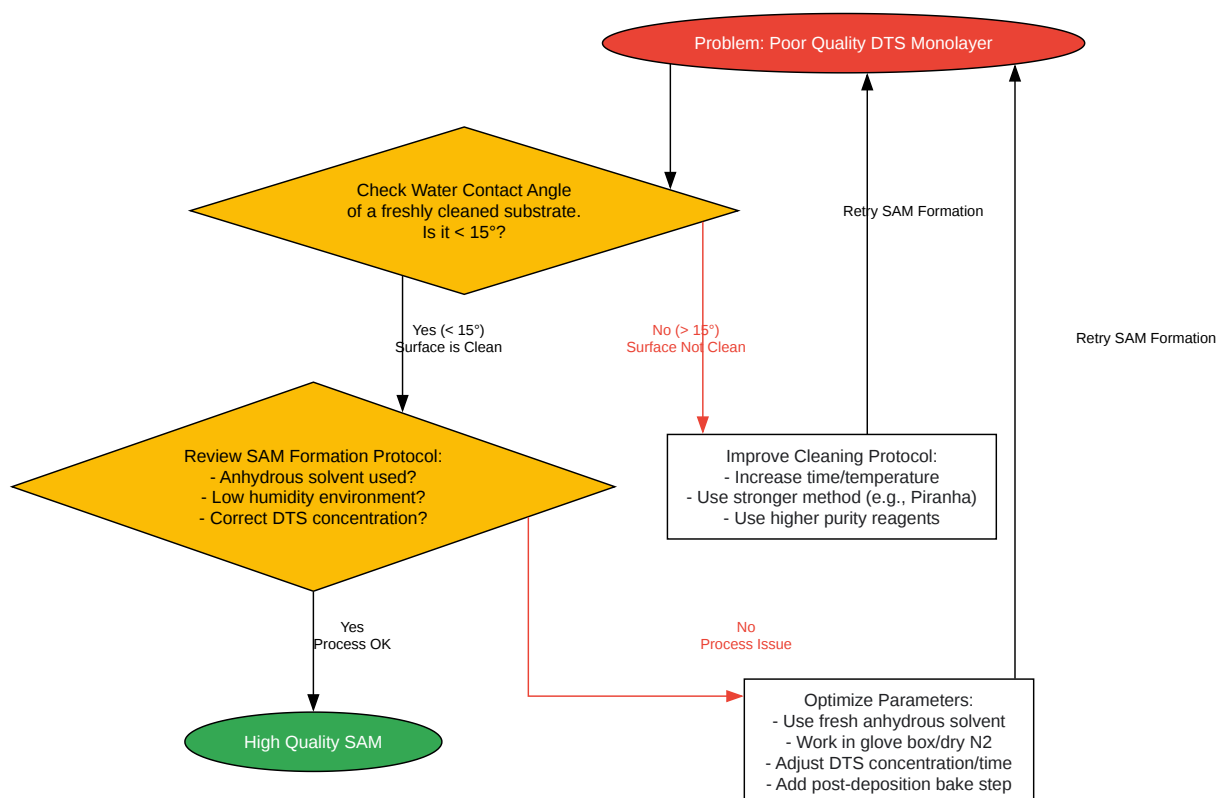 Problem: Poor Quality DTS Monolayer
Check Water Contact Angle
of a freshly cleaned substrate.
Is it < 15°?
Retry SAM Formation
Yes (< 15°)
Surface is Clean
No (> 15°)
Surface Not Clean
Retry SAM Formation
Review SAM Formation Protocol:
- Anhydrous solvent used?
- Low humidity environment?
- Correct DTS concentration?
Improve Cleaning Protocol:
- Increase time/temperature
- Use stronger method (e.g., Piranha)
- Use higher purity reagents
Yes
Process OK
No
Process Issue
High Quality SAM
Optimize Parameters:
- Use fresh anhydrous solvent
- Work in glove box/dry N2
- Adjust DTS concentration/time
- Add post-deposition bake step